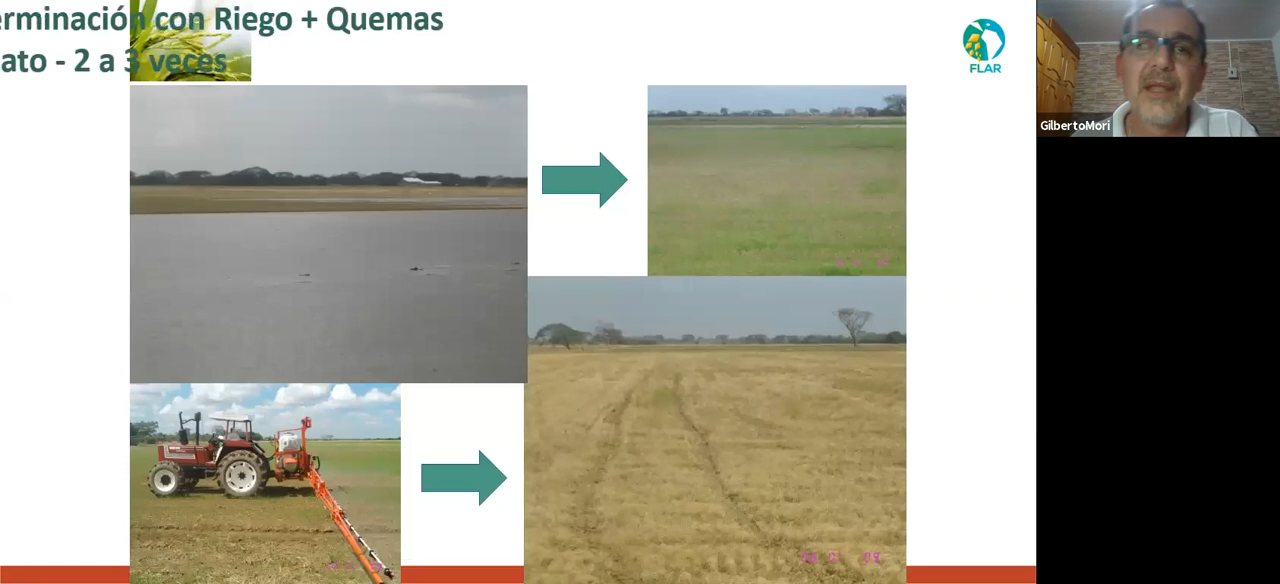 erminación con Riego + Quemas
ato - 2 a 3 veces
FLAR
GilbertoMori